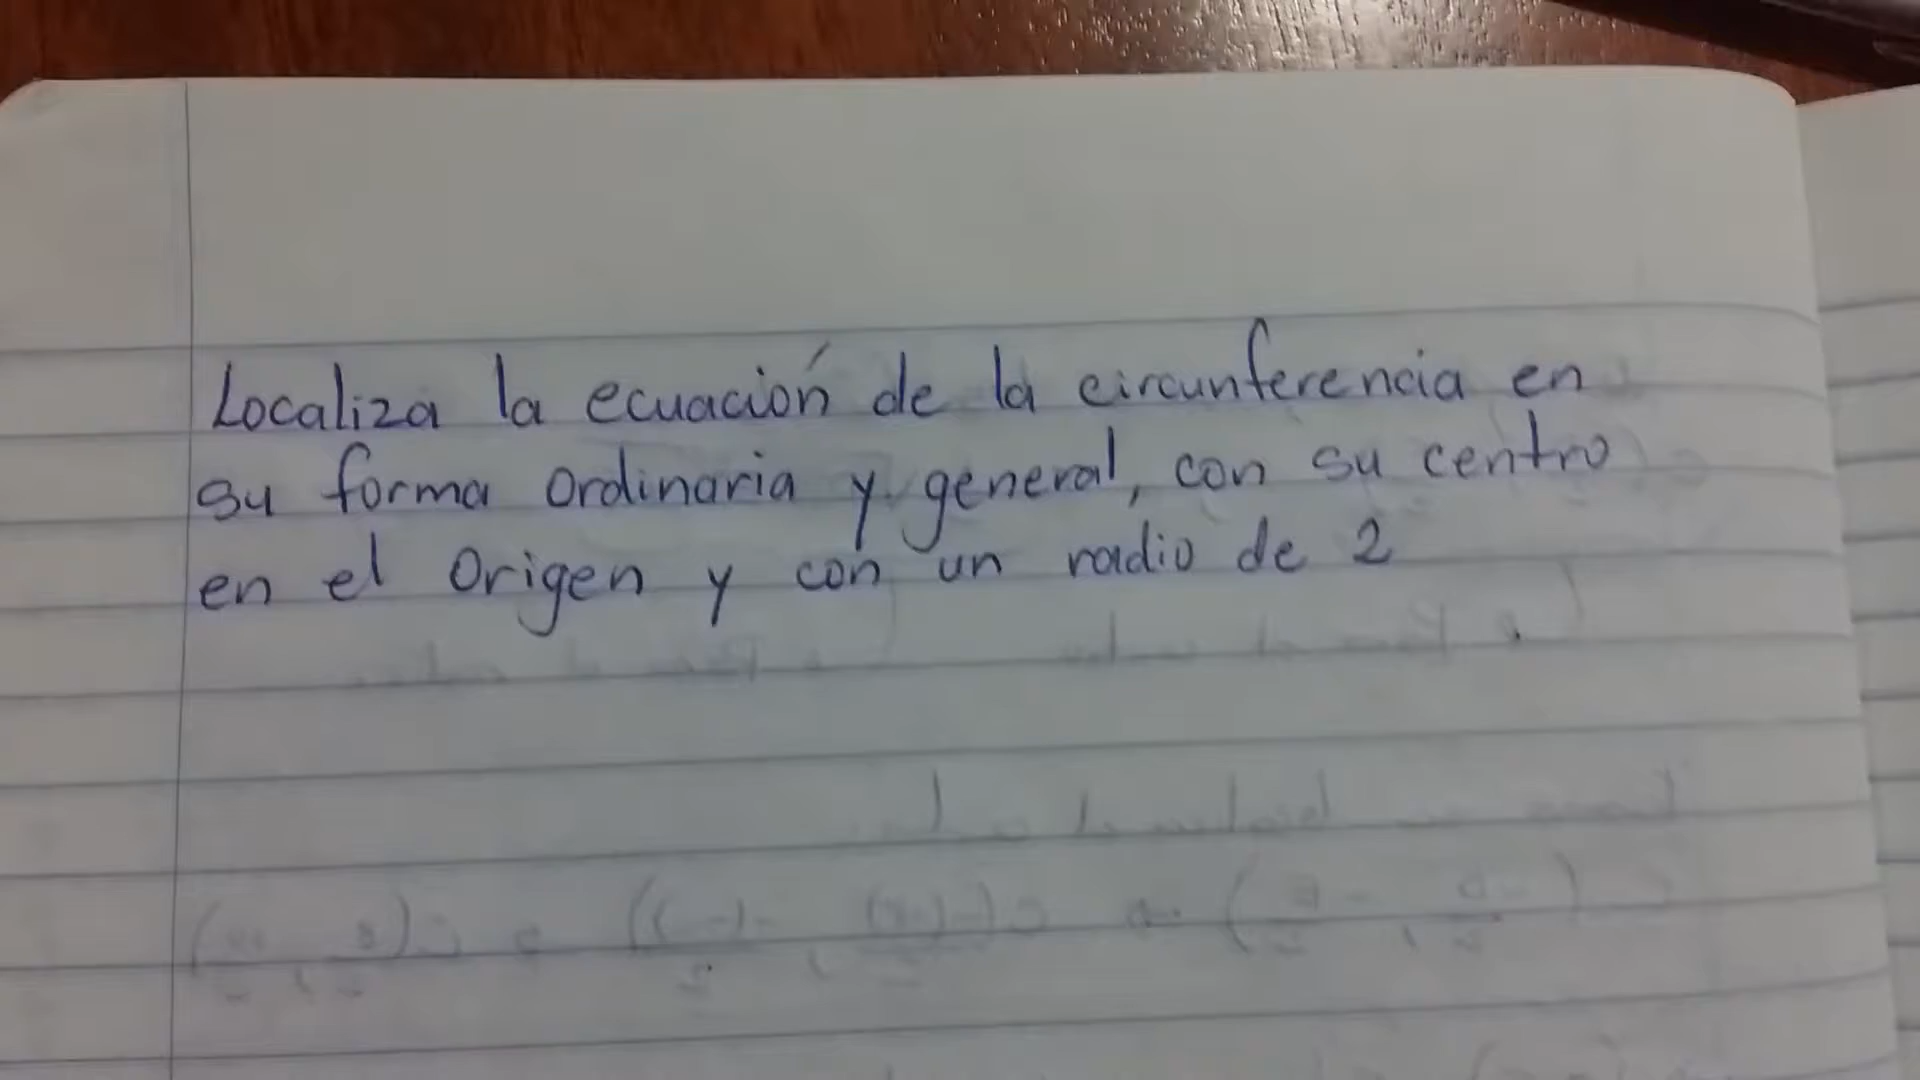 Localiza la ecuación de la circunferencia en
su forma ordinaria y general, con su centro
en el origen y con un radio de 2